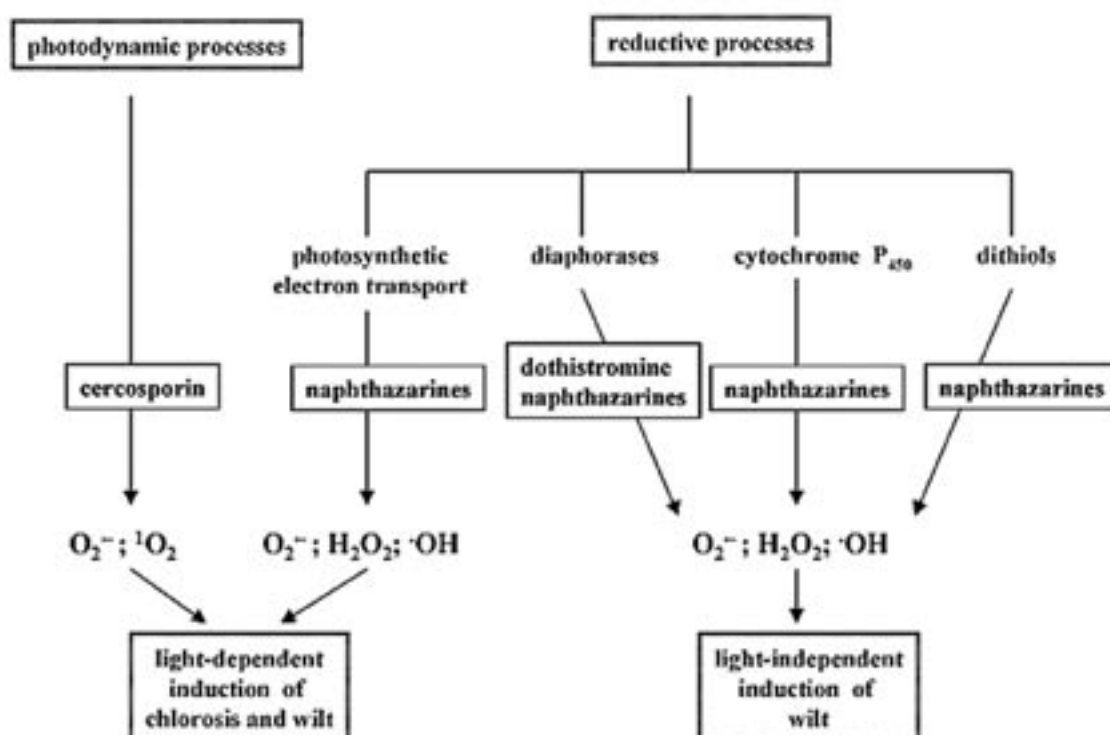 photodynamic processes
reductive processes
photosynthetic
electron transport
diaphorases
cytochrome P₄₅₀
dithiols
cercosporin
naphthazarines
dothistromine
naphthazarines
naphthazarines
naphthazarines
O₂⁻ ; ¹O₂
O₂⁻ ; H₂O₂; ·OH
O₂⁻ ; H₂O₂; ·OH
light-dependent
induction of
chlorosis and wilt
light-independent
induction of
wilt